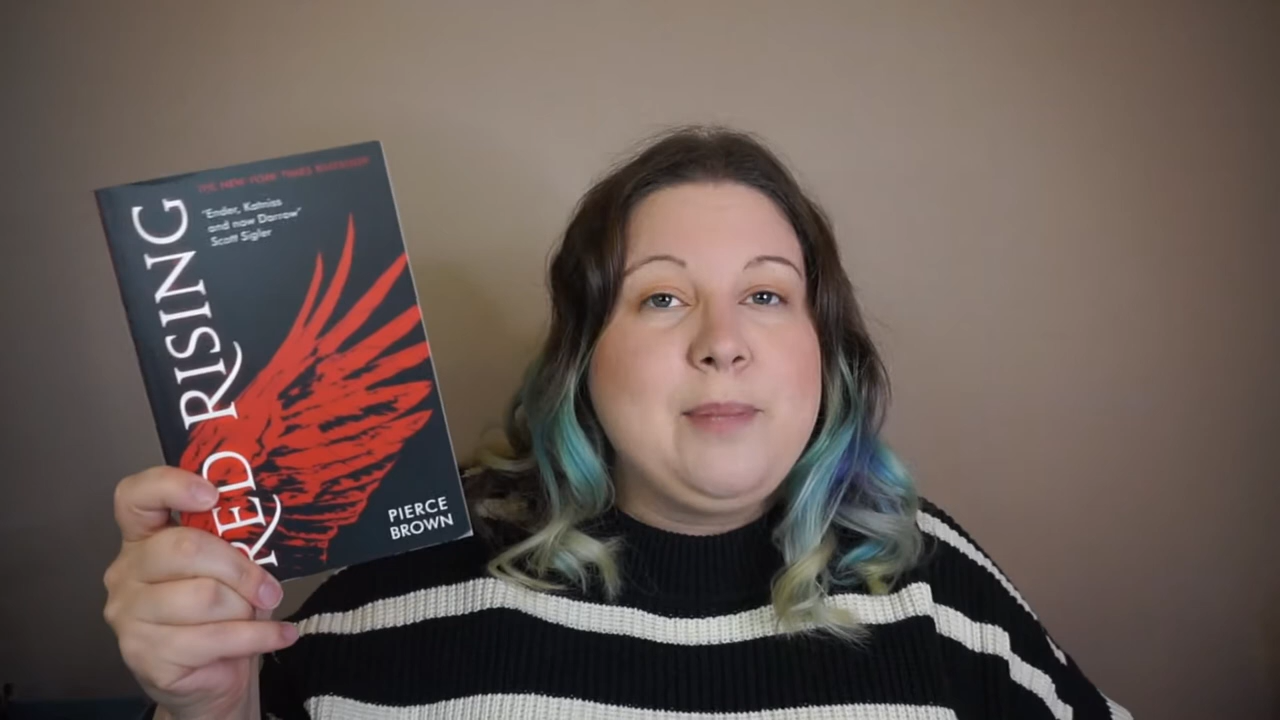 THE NEW YORK TIMES BESTSELLER
"Ender, Katniss
and now Darrow"
Scott Sigler
RED RISING
PIERCE
BROWN